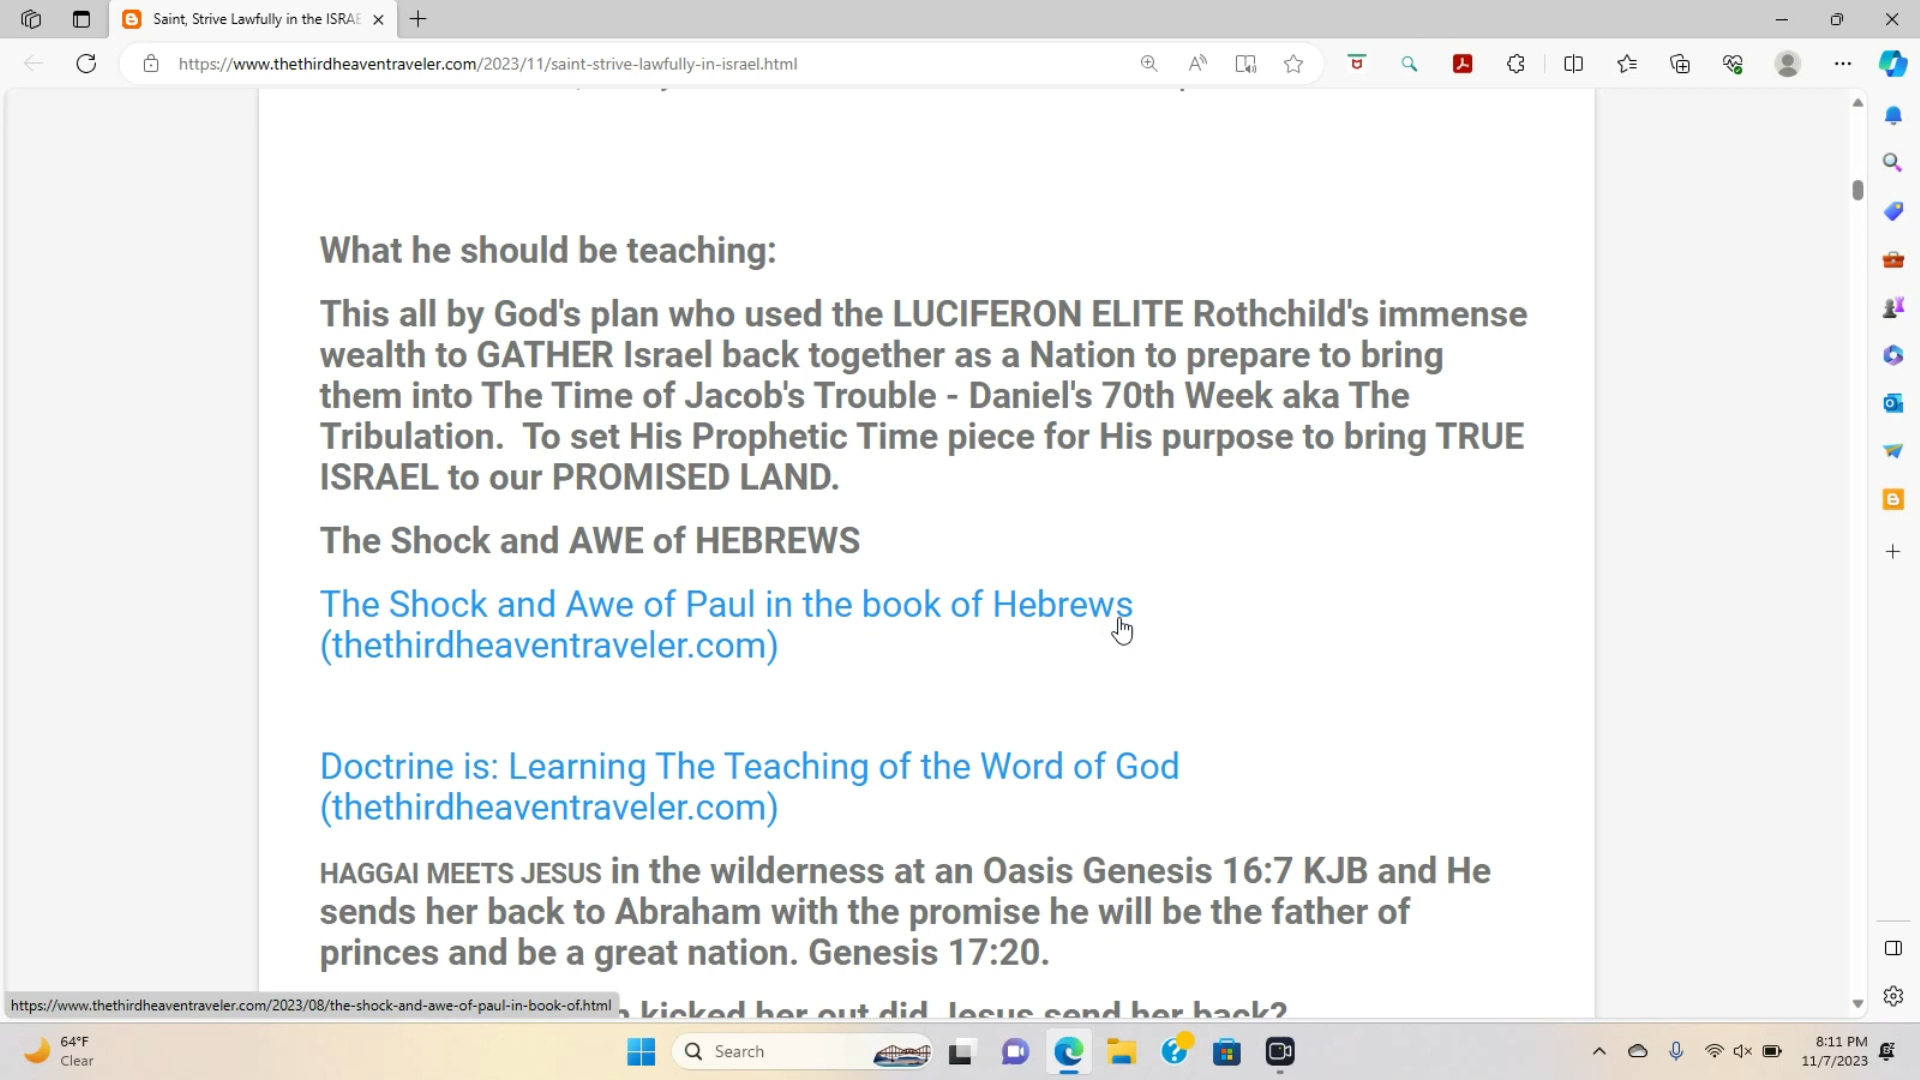 Saint, Strive Lawfully in the ISRAE
https://www.thethirdheaventraveler.com/2023/11/saint-strive-lawfully-in-israel.html
What he should be teaching:
This all by God's plan who used the LUCIFERON ELITE Rothchild's immense
wealth to GATHER Israel back together as a Nation to prepare to bring
them into The Time of Jacob's Trouble - Daniel's 70th Week aka The
Tribulation.  To set His Prophetic Time piece for His purpose to bring TRUE
ISRAEL to our PROMISED LAND.
The Shock and AWE of HEBREWS
The Shock and Awe of Paul in the book of Hebrews
(thethirdheaventraveler.com)
Doctrine is: Learning The Teaching of the Word of God
(thethirdheaventraveler.com)
HAGGAI MEETS JESUS in the wilderness at an Oasis Genesis 16:7 KJB and He
sends her back to Abraham with the promise he will be the father of
princes and be a great nation. Genesis 17:20.
kicked her out did Jesus send her back?
https://www.thethirdheaventraveler.com/2023/08/the-shock-and-awe-of-paul-in-book-of.html
64°F
Clear
Search
8:11 PM
11/7/2023